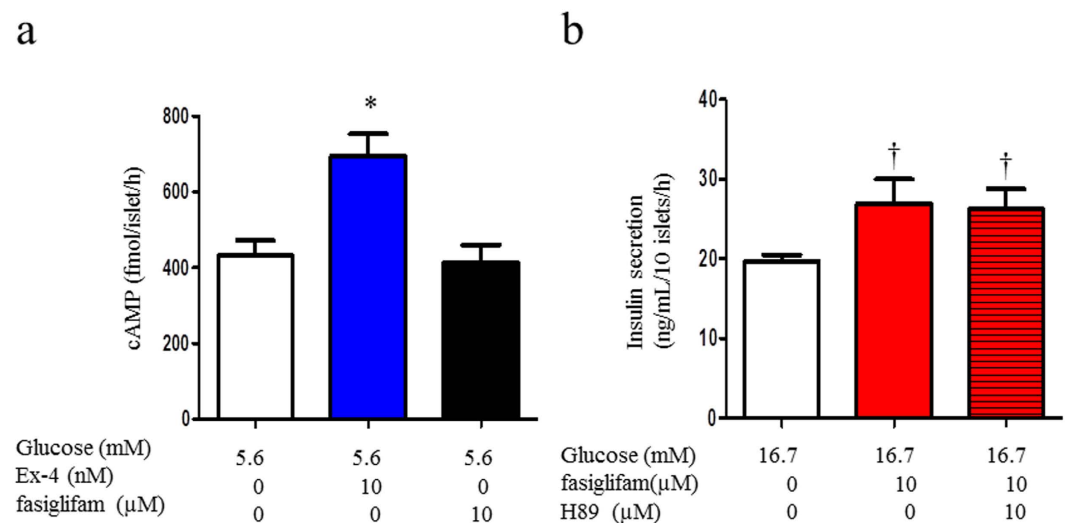 a
b
*
800
600
400
200
0
cAMP (fmol/islet/h)
Glucose (mM) 5.6 5.6 5.6
Ex-4 (nM) 0 10 0
fasiglifam (µM) 0 0 10
† †
40
30
20
10
0
Insulin secretion
(ng/mL/10 islets/h)
Glucose (mM) 16.7 16.7 16.7
fasiglifam(µM) 0 10 10
H89 (µM) 0 0 10